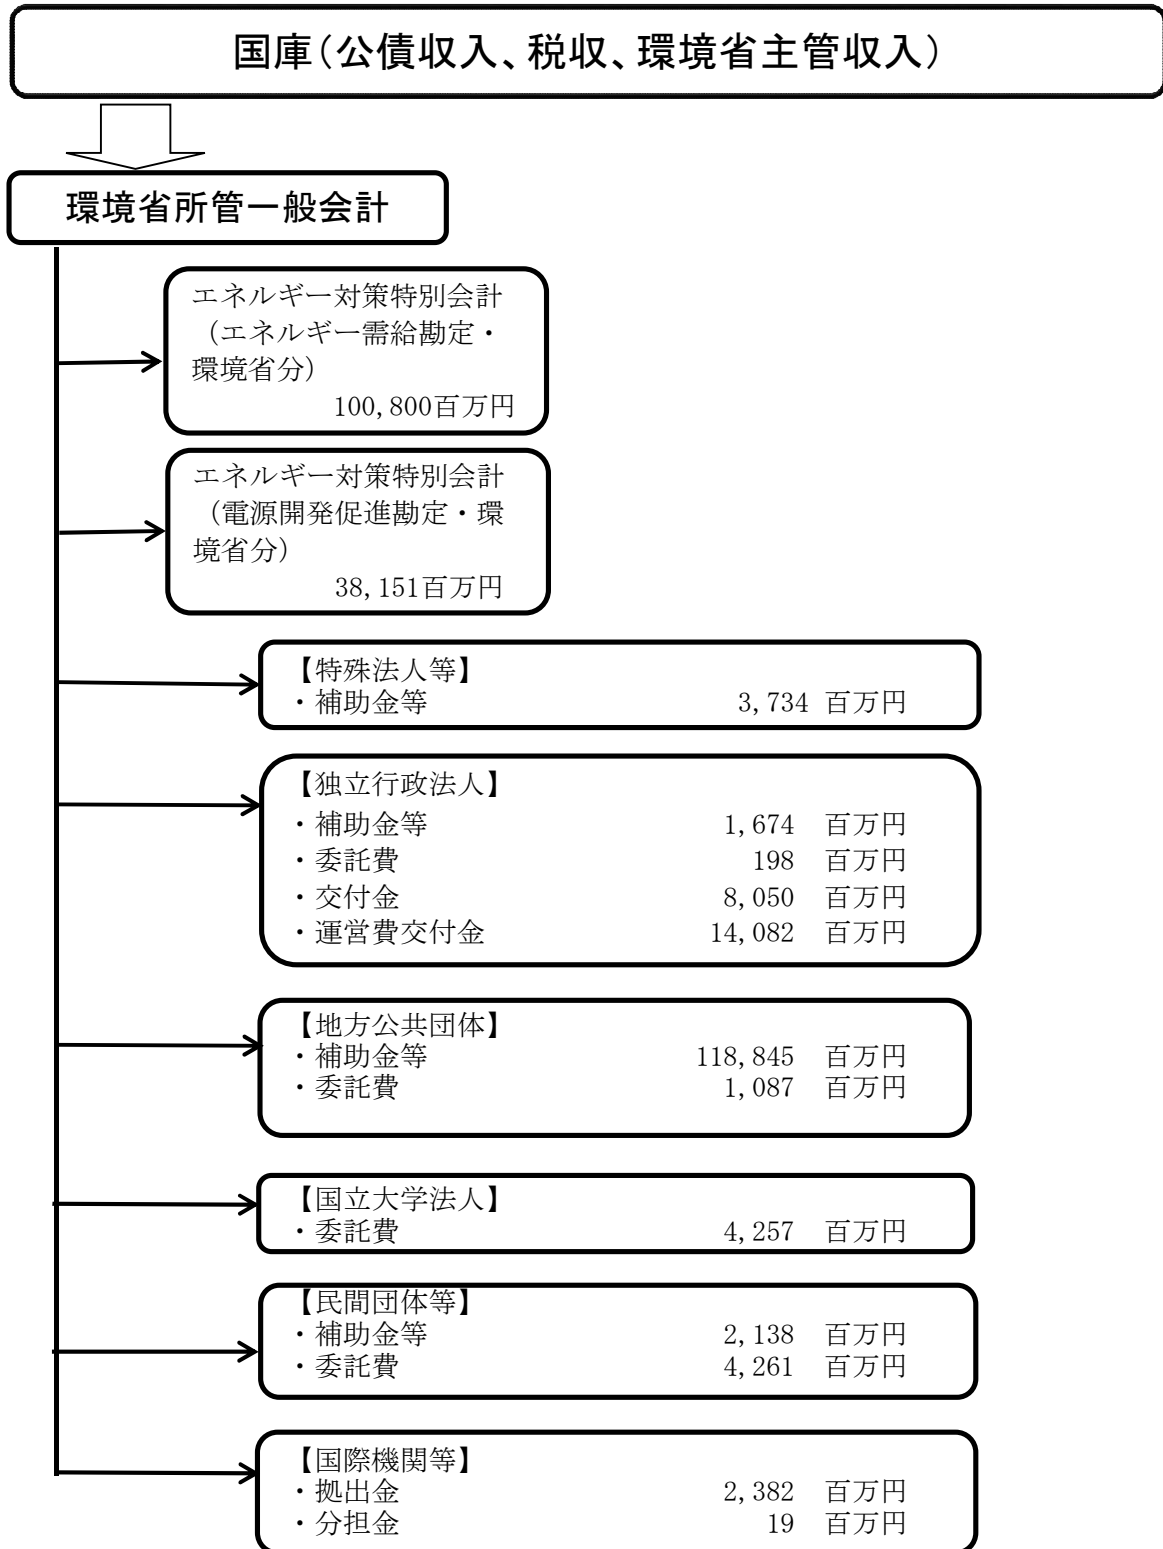 国庫(公債収入、税収、環境省主管収入)
環境省所管一般会計
エネルギー対策特別会計
(エネルギー需給勘定・
環境省分)
100,800百万円
エネルギー対策特別会計
(電源開発促進勘定・環
境省分)
38,151百万円
【特殊法人等】
・補助金等 3,734 百万円
【独立行政法人】
・補助金等 1,674 百万円
・委託費 198 百万円
・交付金 8,050 百万円
・運営費交付金 14,082 百万円
【地方公共団体】
・補助金等 118,845 百万円
・委託費 1,087 百万円
【国立大学法人】
・委託費 4,257 百万円
【民間団体等】
・補助金等 2,138 百万円
・委託費 4,261 百万円
【国際機関等】
・拠出金 2,382 百万円
・分担金 19 百万円